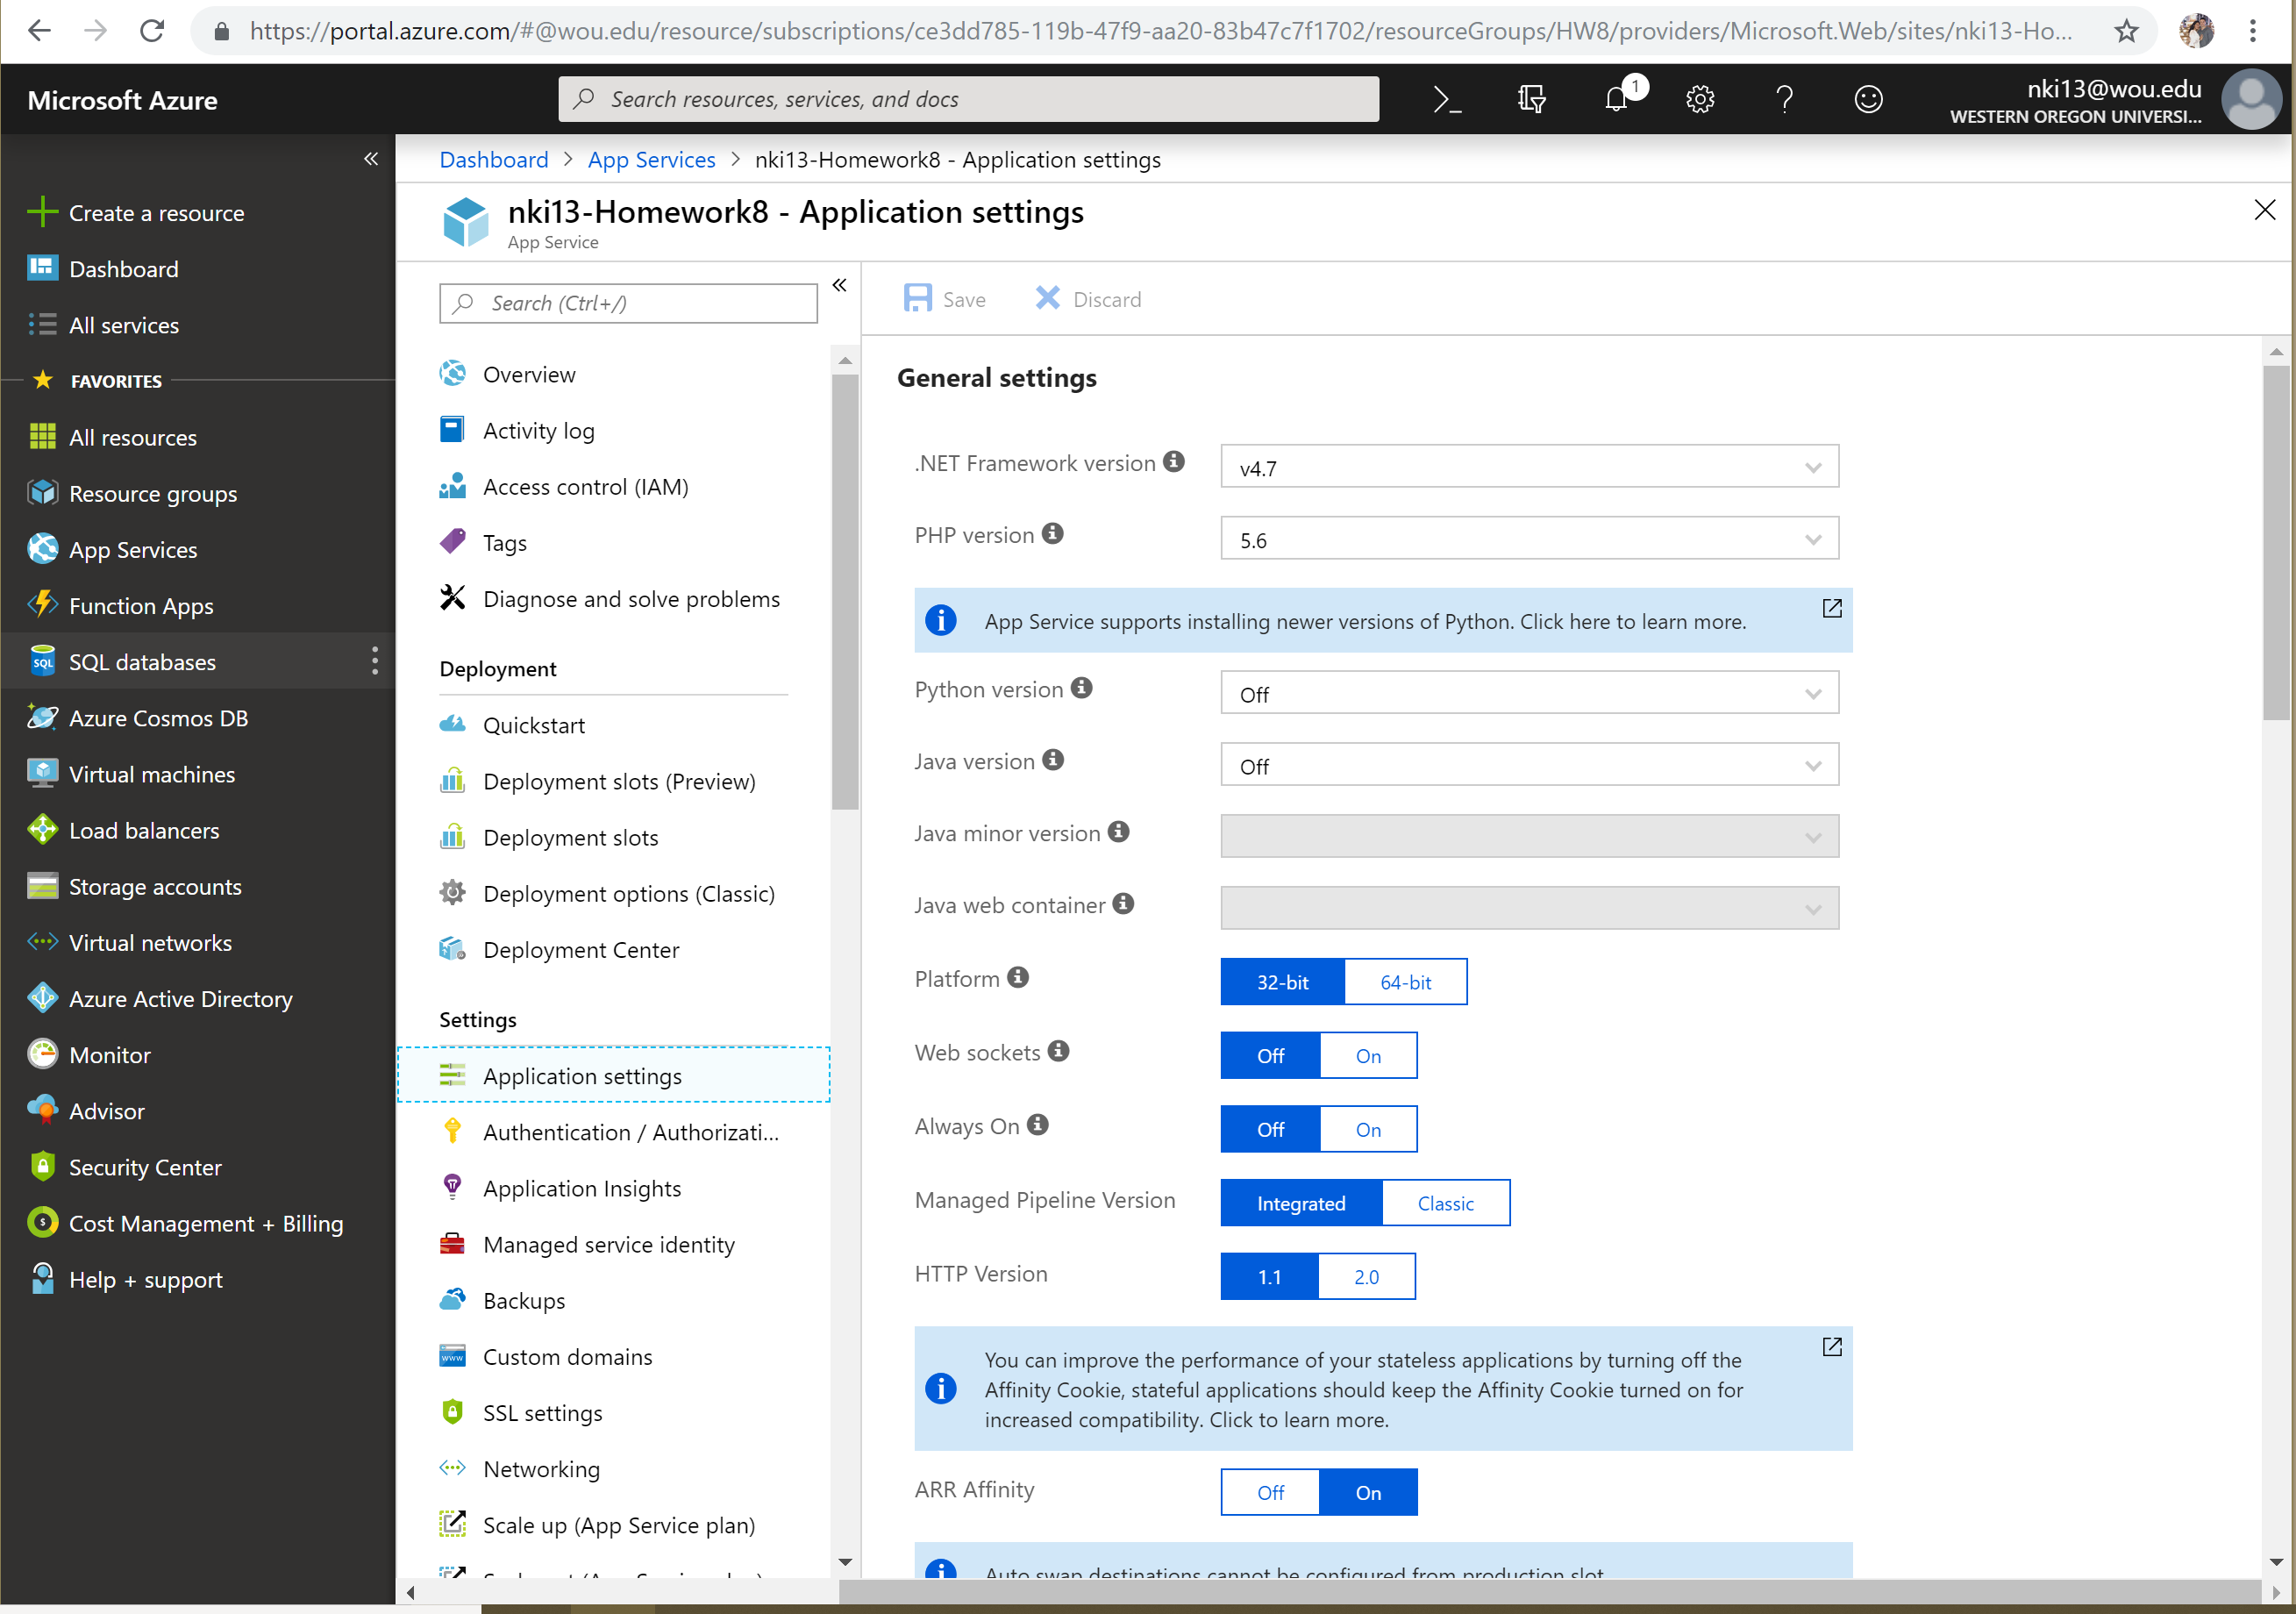 https://portal.azure.com/#@wou.edu/resource/subscriptions/ce3dd785-119b-47f9-aa20-83b47c7f1702/resourceGroups/HW8/providers/Microsoft.Web/sites/nki13-Ho...
Microsoft Azure
Search resources, services, and docs
1
nki13@wou.edu
WESTERN OREGON UNIVERSI...
Create a resource
Dashboard
All services
FAVORITES
All resources
Resource groups
App Services
Function Apps
SQL databases
Azure Cosmos DB
Virtual machines
Load balancers
Storage accounts
Virtual networks
Azure Active Directory
Monitor
Advisor
Security Center
Cost Management + Billing
Help + support
Dashboard > App Services > nki13-Homework8 - Application settings
nki13-Homework8 - Application settings
App Service
Search (Ctrl+/)
Overview
Activity log
Access control (IAM)
Tags
Diagnose and solve problems
Deployment
Quickstart
Deployment slots (Preview)
Deployment slots
Deployment options (Classic)
Deployment Center
Settings
Application settings
Authentication / Authorizati...
Application Insights
Managed service identity
Backups
Custom domains
SSL settings
Networking
Scale up (App Service plan)
Save Discard
General settings
.NET Framework version v4.7
PHP version 5.6
App Service supports installing newer versions of Python. Click here to learn more.
Python version Off
Java version Off
Java minor version
Java web container
Platform 32-bit 64-bit
Web sockets Off On
Always On Off On
Managed Pipeline Version Integrated Classic
HTTP Version 1.1 2.0
You can improve the performance of your stateless applications by turning off the
Affinity Cookie, stateful applications should keep the Affinity Cookie turned on for
increased compatibility. Click to learn more.
ARR Affinity Off On
Auto swap destinations cannot be configured from production slot